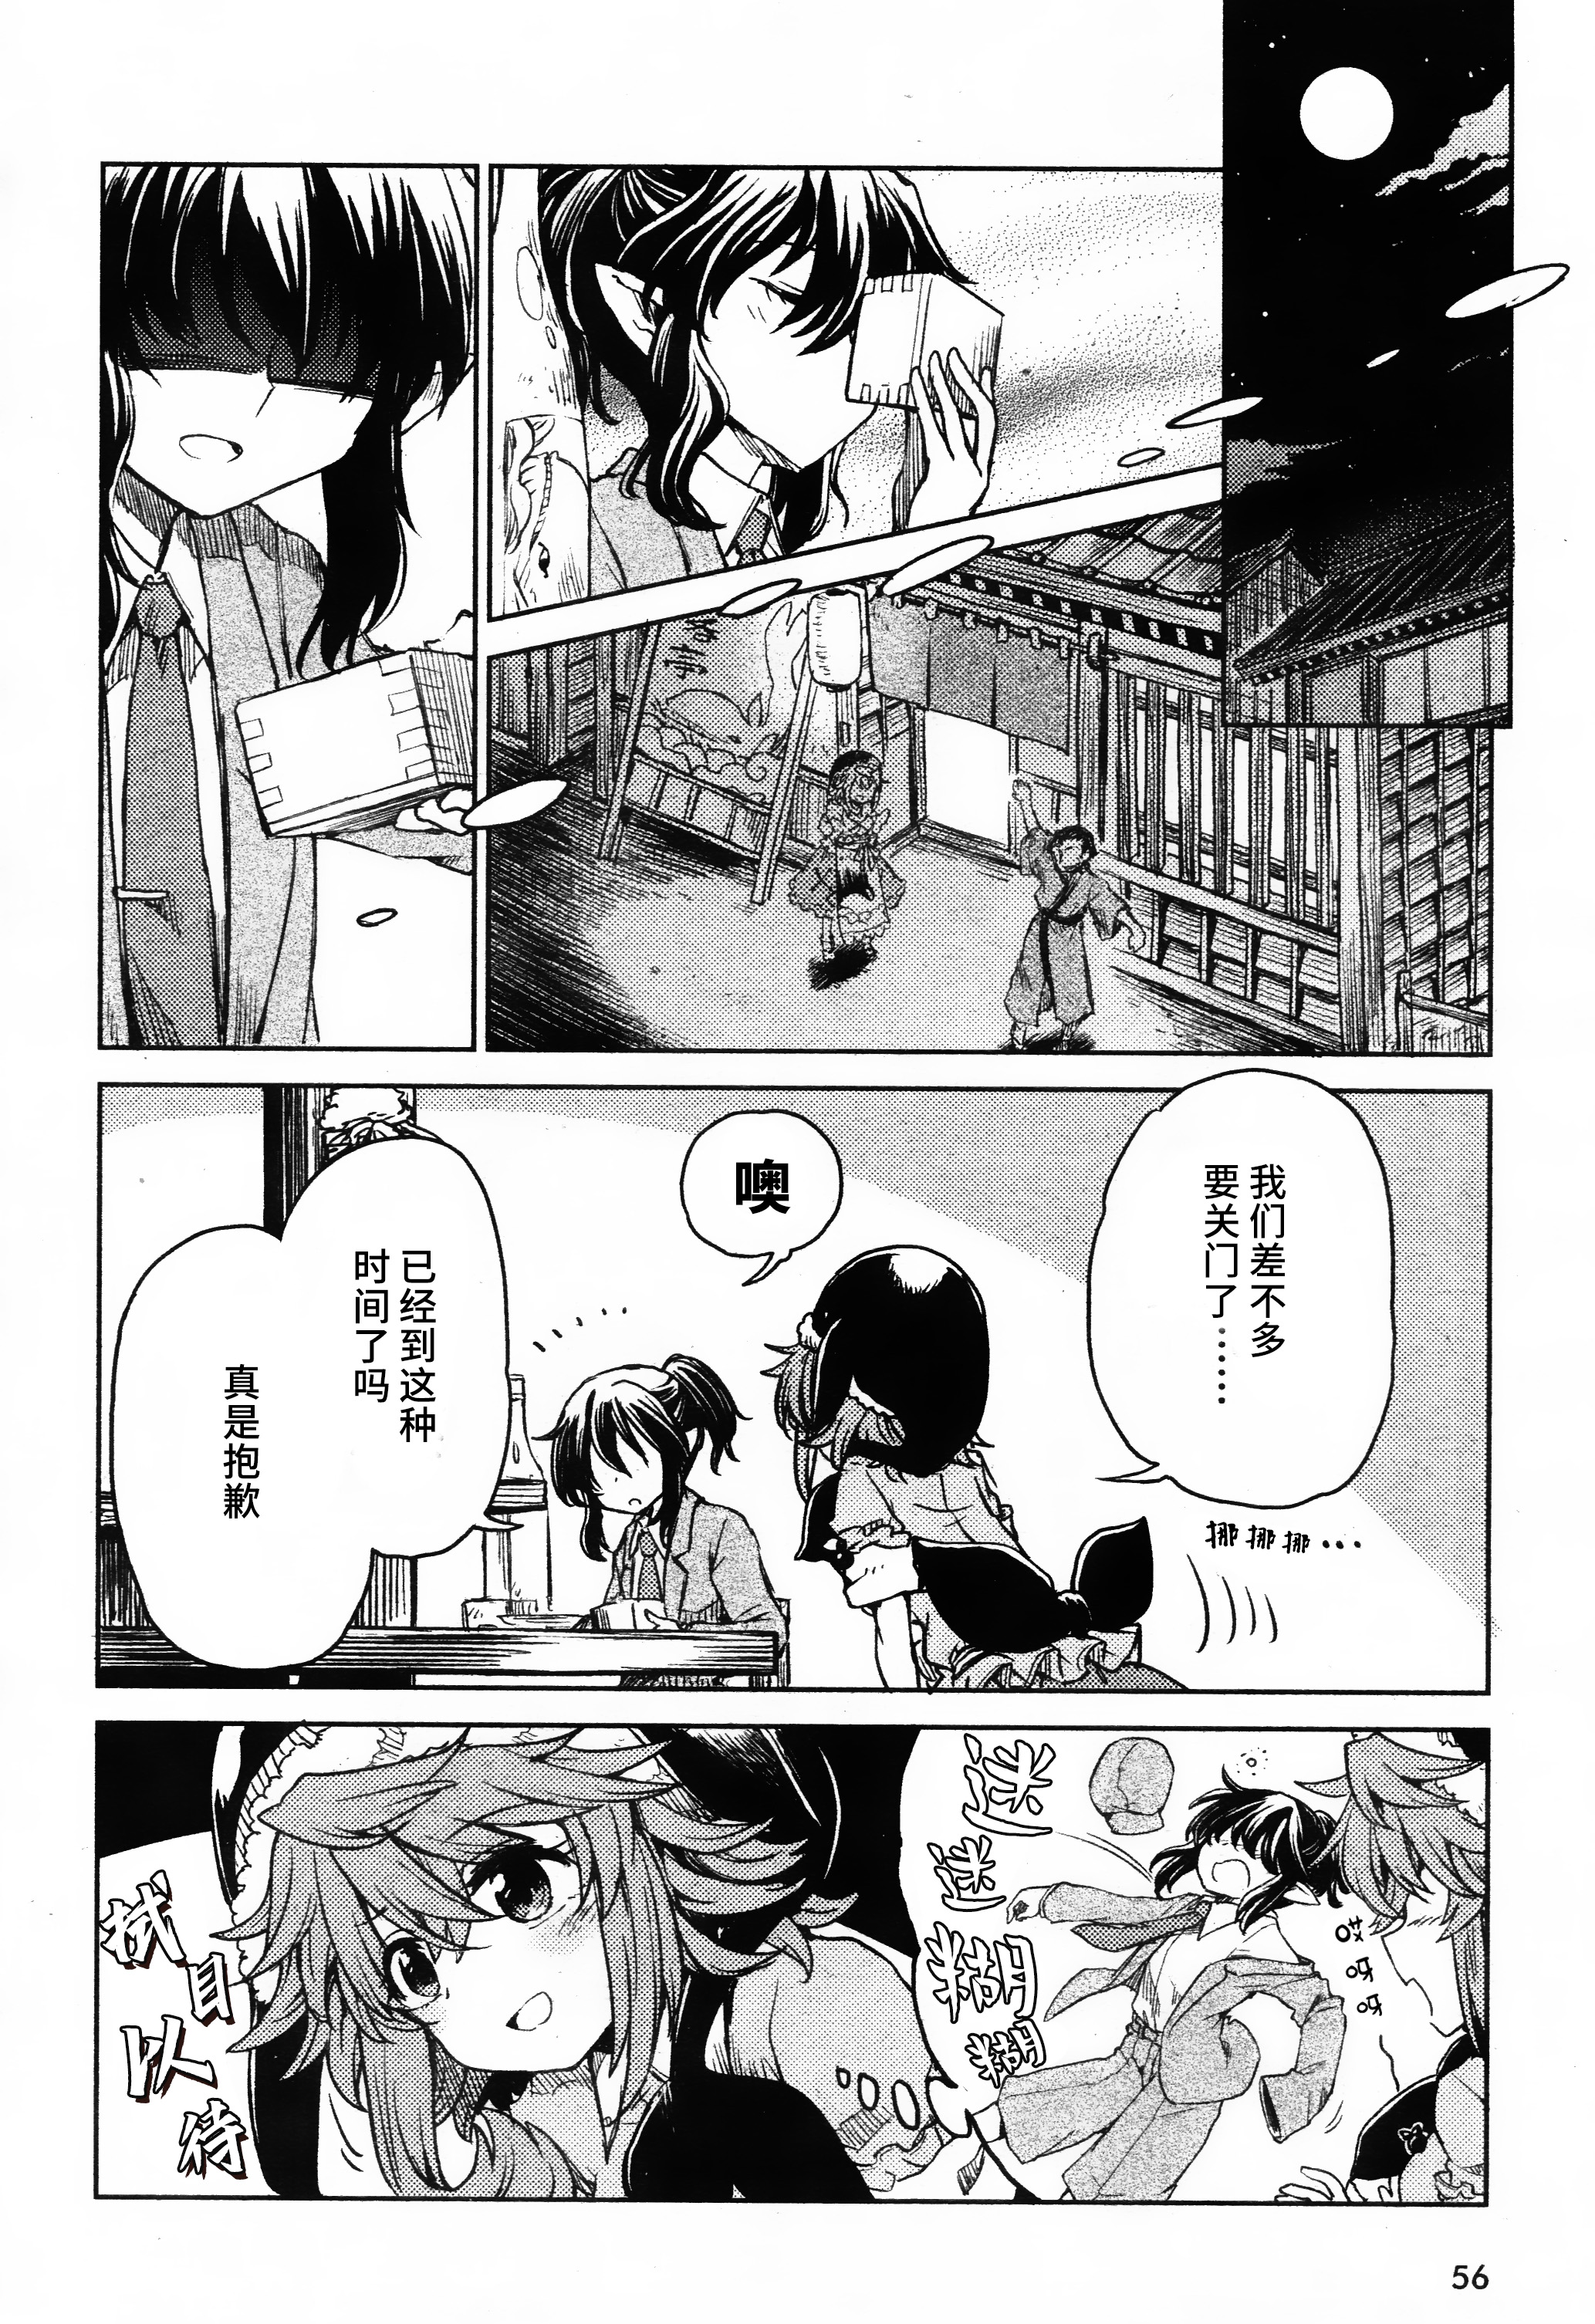 我们差不多
要关门了……
挪挪挪…
噢
已经到这种
时间了吗
真是抱歉
哎呀呀
迷迷糊糊
拭目以待
56